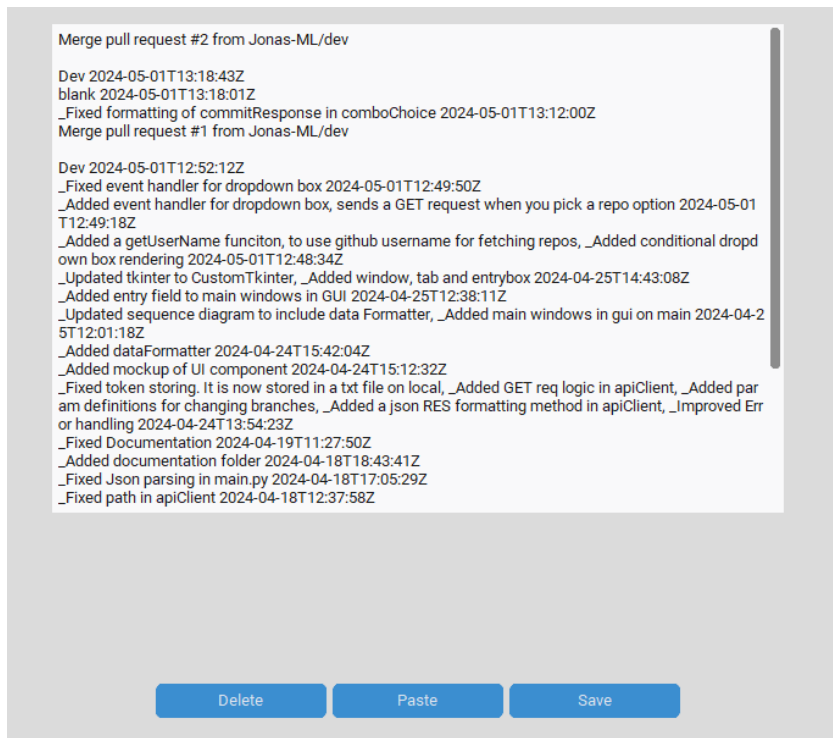 Merge pull request #2 from Jonas-ML/dev

Dev 2024-05-01T13:18:43Z
blank 2024-05-01T13:18:01Z
_Fixed formatting of commitResponse in comboChoice 2024-05-01T13:12:00Z
Merge pull request #1 from Jonas-ML/dev

Dev 2024-05-01T12:52:12Z
_Fixed event handler for dropdown box 2024-05-01T12:49:50Z
_Added event handler for dropdown box, sends a GET request when you pick a repo option 2024-05-01
T12:49:18Z
_Added a getUserName funciton, to use github username for fetching repos, _Added conditional dropd
own box rendering 2024-05-01T12:48:34Z
_Updated tkinter to CustomTkinter, _Added window, tab and entrybox 2024-04-25T14:43:08Z
_Added entry field to main windows in GUI 2024-04-25T12:38:11Z
_Updated sequence diagram to include data Formatter, _Added main windows in gui on main 2024-04-2
5T12:01:18Z
_Added dataFormatter 2024-04-24T15:42:04Z
_Added mockup of UI component 2024-04-24T15:12:32Z
_Fixed token storing. It is now stored in a txt file on local, _Added GET req logic in apiClient, _Added par
am definitions for changing branches, _Added a json RES formatting method in apiClient, _Improved Err
or handling 2024-04-24T13:54:23Z
_Fixed Documentation 2024-04-19T11:27:50Z
_Added documentation folder 2024-04-18T18:43:41Z
_Fixed Json parsing in main.py 2024-04-18T17:05:29Z
_Fixed path in apiClient 2024-04-18T12:37:58Z
Delete
Paste
Save